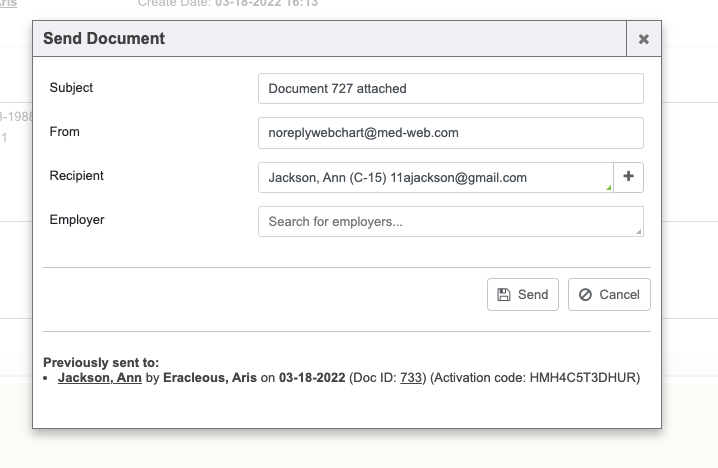 Aris
Create Date: 03-18-2022 16:13
Send Document
Subject
Document 727 attached
From
noreplywebchart@med-web.com
Recipient
Jackson, Ann (C-15) 11ajackson@gmail.com
Employer
Search for employers...
Send
Cancel
Previously sent to:
• Jackson, Ann by Eracleous, Aris on 03-18-2022 (Doc ID: 733) (Activation code: HMH4C5T3DHUR)
3-1988
1